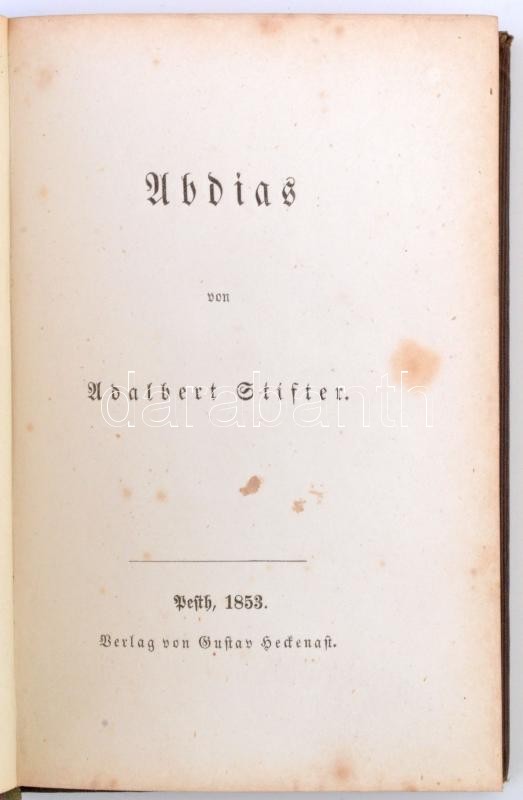 Abdias
von
Adalbert Stifter.
darabanth
Pesth, 1853.
Verlag von Gustav Heckenast.